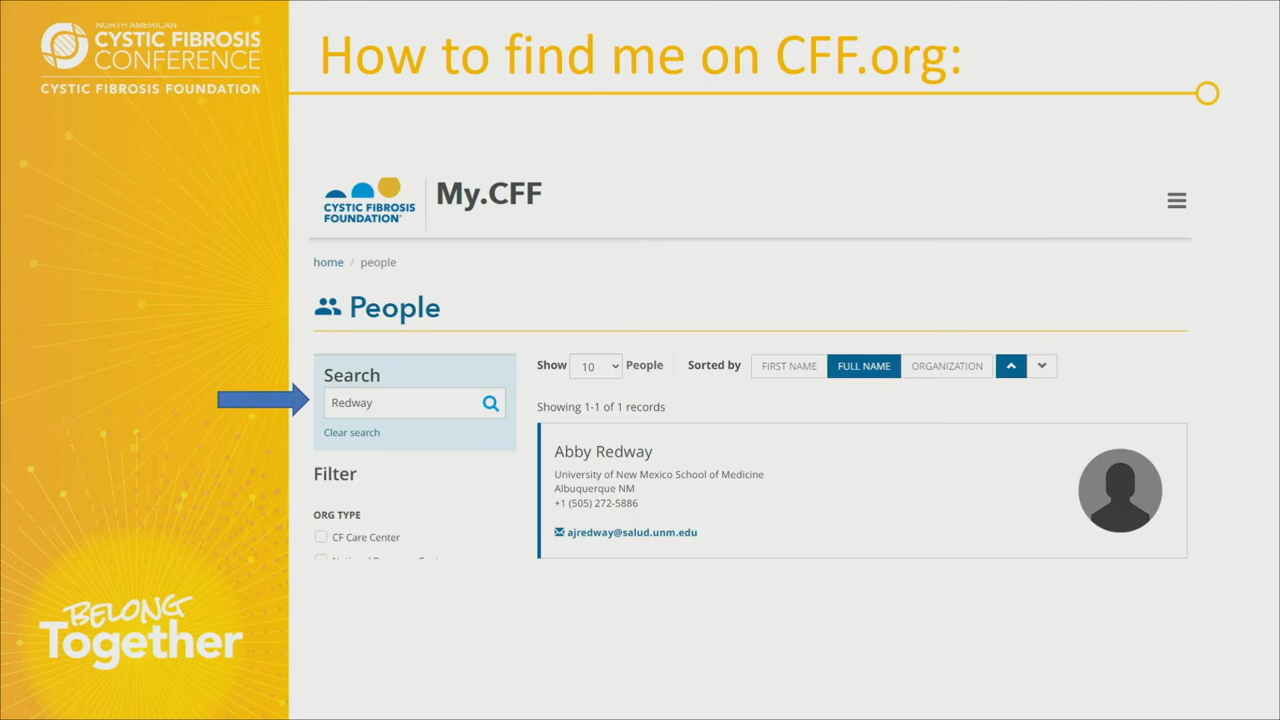 NORTH AMERICAN
CYSTIC FIBROSIS
CONFERENCE
CYSTIC FIBROSIS FOUNDATION
How to find me on CFF.org:
CYSTIC FIBROSIS
FOUNDATION
My.CFF
home / people
People
Search
Redway
Clear search
Filter
ORG TYPE
CF Care Center
Show 10 People Sorted by FIRST NAME FULL NAME ORGANIZATION
Showing 1-1 of 1 records
Abby Redway
University of New Mexico School of Medicine
Albuquerque NM
+1 (505) 272-5886
ajredway@salud.unm.edu
BELONG
Together